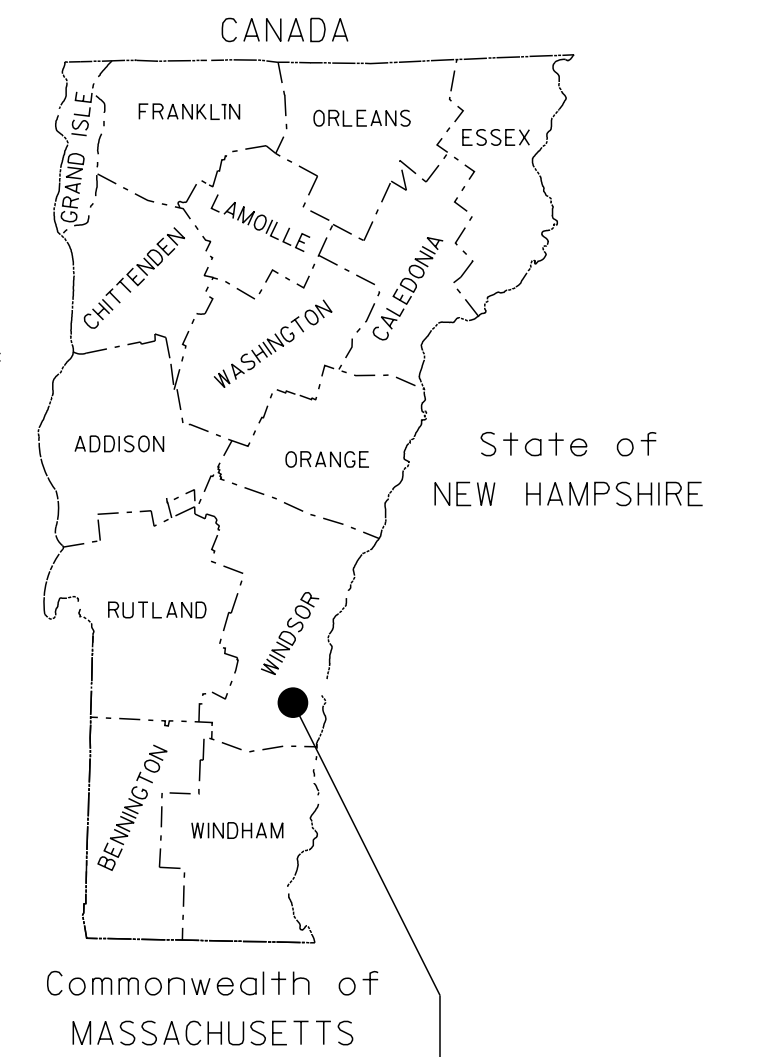 CANADA
FRANKLIN
ORLEANS
ESSEX
GRAND ISLE
LAMOILLE
CHITTENDEN
CALEDONIA
WASHINGTON
ADDISON
ORANGE
State of
NEW HAMPSHIRE
RUTLAND
WINDSOR
BENNINGTON
WINDHAM
Commonwealth of
MASSACHUSETTS